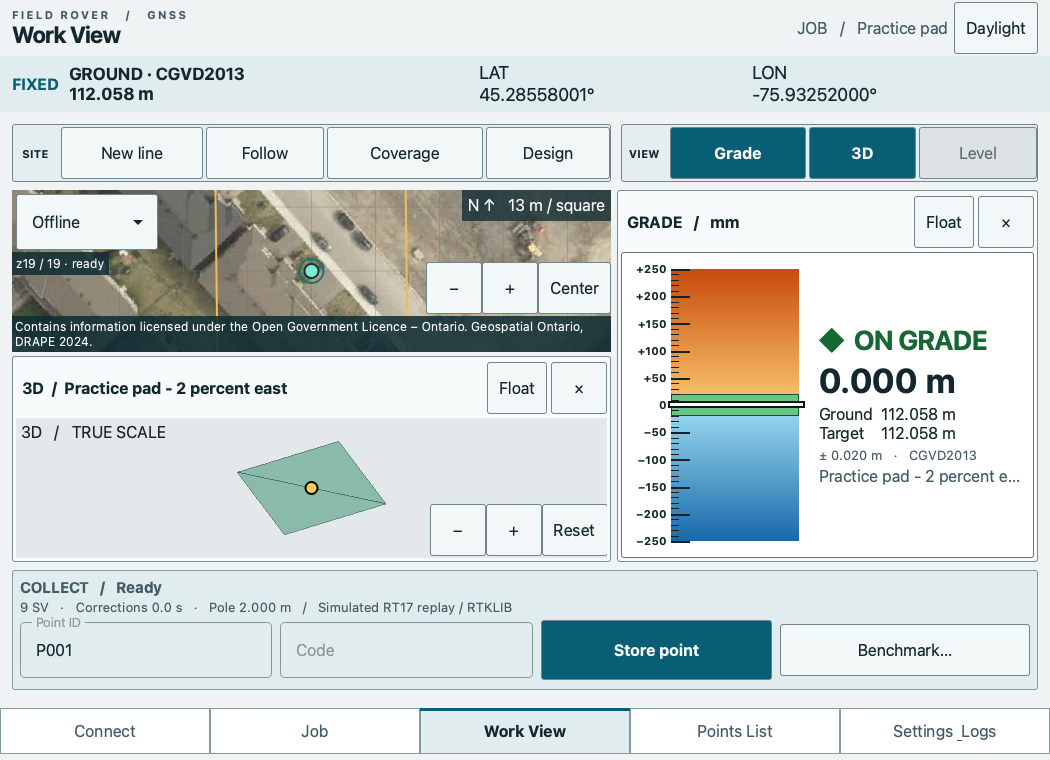 FIELD ROVER / GNSS
Work View
JOB / Practice pad
Daylight
FIXED
GROUND · CGVD2013
112.058 m
LAT
45.28558001°
LON
-75.93252000°
SITE
New line
Follow
Coverage
Design
VIEW
Grade
3D
Level
Offline
N ↑ 13 m / square
z19 / 19 · ready
−
+
Center
Contains information licensed under the Open Government Licence – Ontario. Geospatial Ontario,
DRAPE 2024.
3D / Practice pad - 2 percent east
Float
×
3D / TRUE SCALE
−
+
Reset
GRADE / mm
Float
×
+250
+200
+150
+100
+50
0
−50
−100
−150
−200
−250
ON GRADE
0.000 m
Ground 112.058 m
Target 112.058 m
± 0.020 m · CGVD2013
Practice pad - 2 percent e...
COLLECT / Ready
9 SV · Corrections 0.0 s · Pole 2.000 m / Simulated RT17 replay / RTKLIB
Point ID
P001
Code
Store point
Benchmark...
Connect
Job
Work View
Points List
Settings _Logs